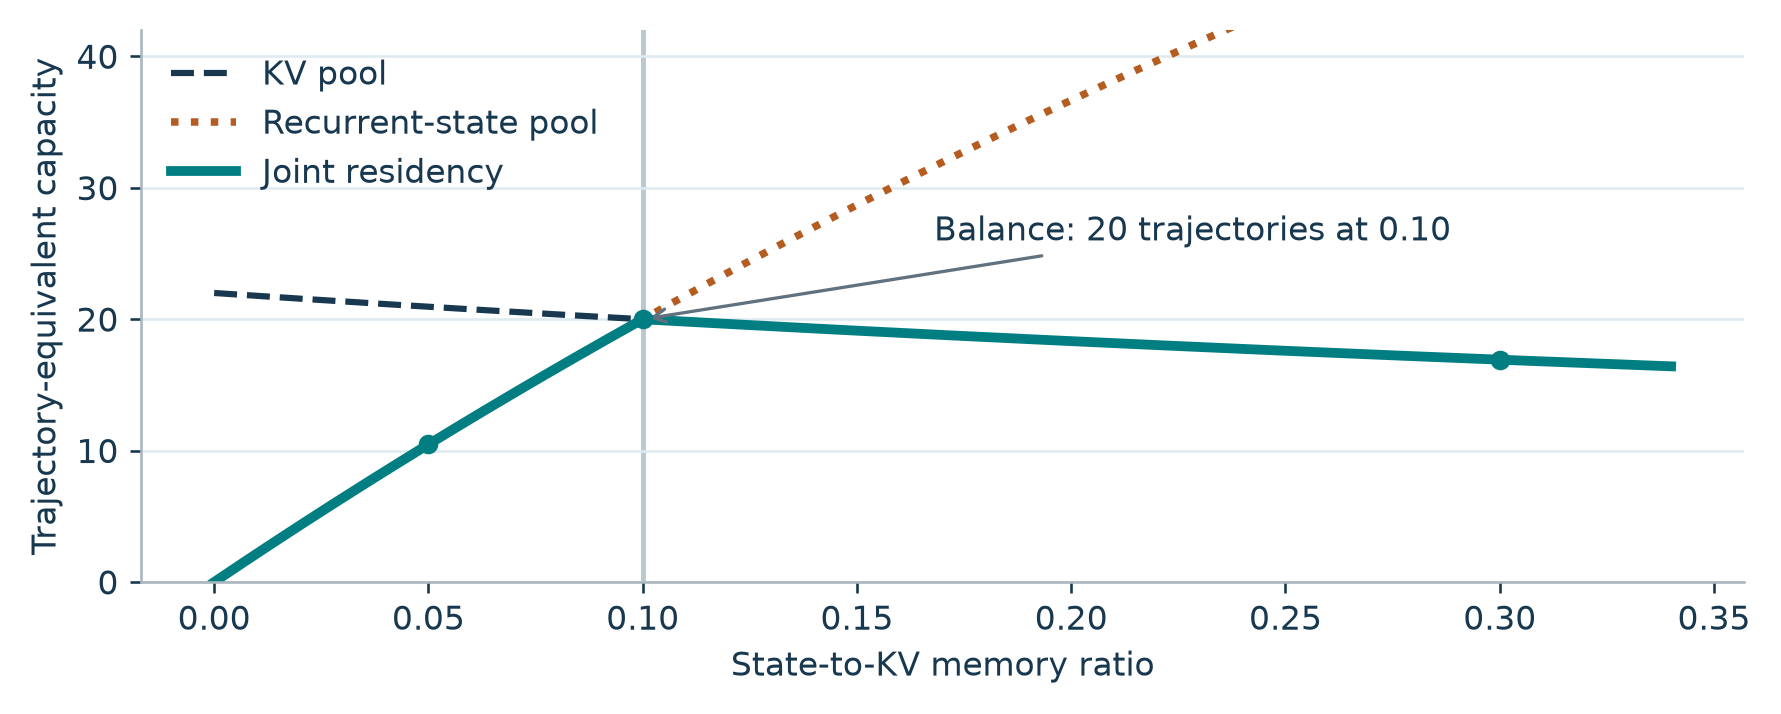 Trajectory-equivalent capacity
40
30
20
10
0
KV pool
Recurrent-state pool
Joint residency
Balance: 20 trajectories at 0.10
0.00 0.05 0.10 0.15 0.20 0.25 0.30 0.35
State-to-KV memory ratio